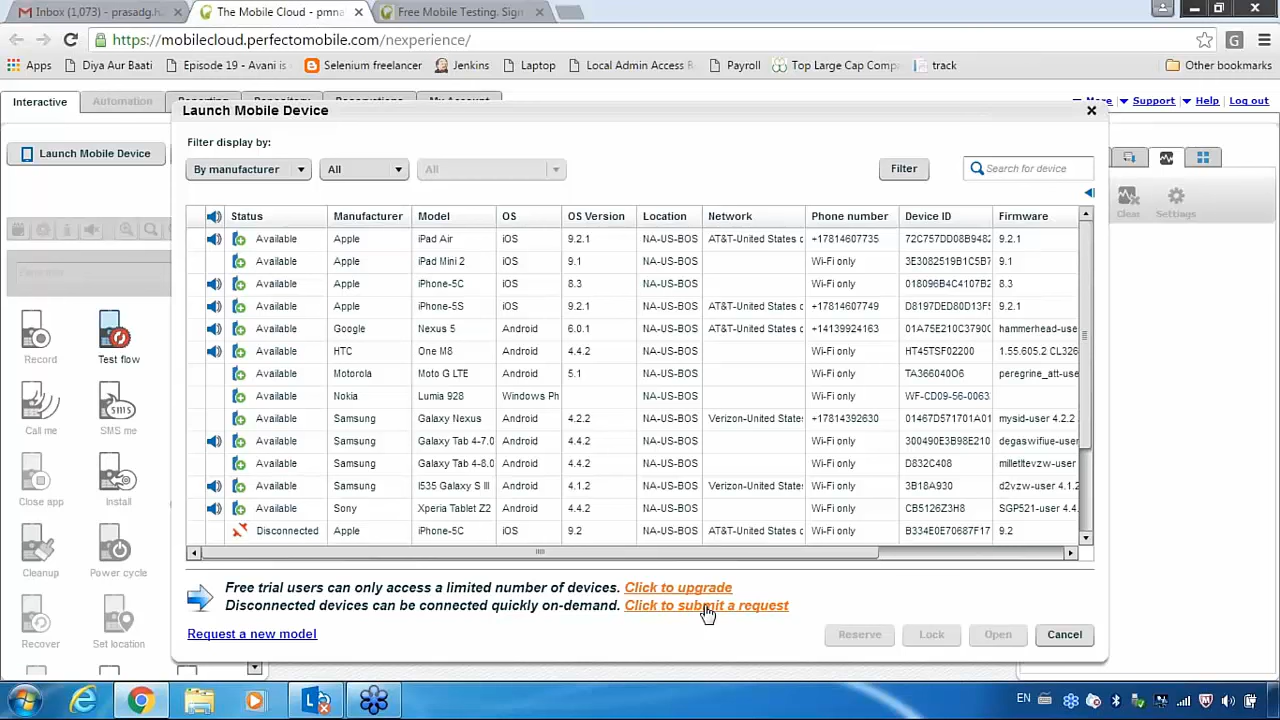 Inbox (1,073) - prasadg.h
The Mobile Cloud - pmna
Free Mobile Testing. Sign
https://mobilecloud.perfectomobile.com/nexperience/
Apps Diya Aur Baati Episode 19 - Avani is Selenium freelancer Jenkins Laptop Local Admin Access R Payroll Top Large Cap Comp track Other bookmarks
Interactive Automation Reporting Repository Reservations My Account More Support Help Log out
Launch Mobile Device
Launch Mobile Device
Filter display by:
By manufacturer All All Filter Search for device
Status Manufacturer Model OS OS Version Location Network Phone number Device ID Firmware
Available Apple iPad Air iOS 9.2.1 NA-US-BOS AT&T-United States +17814607735 72C757DD08B9482 9.2.1
Available Apple iPad Mini 2 iOS 9.1 NA-US-BOS Wi-Fi only 3E3082519B1C5B7 9.1
Available Apple iPhone-5C iOS 8.3 NA-US-BOS Wi-Fi only 018096B4C4107B2 8.3
Available Apple iPhone-5S iOS 9.2.1 NA-US-BOS AT&T-United States c +17814607749 D8197DED80D13F5 9.2.1
Available Google Nexus 5 Android 6.0.1 NA-US-BOS AT&T-United States c +14139924163 01A75E210C3790 hammerhead-use
Available HTC One M8 Android 4.4.2 NA-US-BOS Wi-Fi only HT45TSF02200 1.55.605.2 CL326
Available Motorola Moto G LTE Android 5.1 NA-US-BOS Wi-Fi only TA366040O6 peregrine_att-use
Available Nokia Lumia 928 Windows Ph NA-US-BOS Wi-Fi only WF-CD09-56-0063
Available Samsung Galaxy Nexus Android 4.2.2 NA-US-BOS Verizon-United State +17814392630 01467D571701A01 mysid-user 4.2.2
Available Samsung Galaxy Tab 4-7.0 Android 4.4.2 NA-US-BOS Wi-Fi only 300490E3B98E210 degaswifiue-user
Available Samsung Galaxy Tab 4-8.0 Android 4.4.2 NA-US-BOS Wi-Fi only D832C408 milletltevzw-user
Available Samsung I535 Galaxy S III Android 4.1.2 NA-US-BOS Verizon-United State Wi-Fi only 3B18A930 d2vzw-user 4.1.2
Available Sony Xperia Tablet Z2 Android 4.4.2 NA-US-BOS Wi-Fi only CB5126Z3H8 SGP521-user 4.4.
Disconnected Apple iPhone-5C iOS 9.2 NA-US-BOS AT&T-United States c Wi-Fi only B334E0E70687F17 9.2
Free trial users can only access a limited number of devices. Click to upgrade
Disconnected devices can be connected quickly on-demand. Click to submit a request
Request a new model
Reserve Lock Open Cancel
Record Test flow
Call me SMS me
Close app Install
Cleanup Power cycle
Recover Set location
Clear Settings
EN